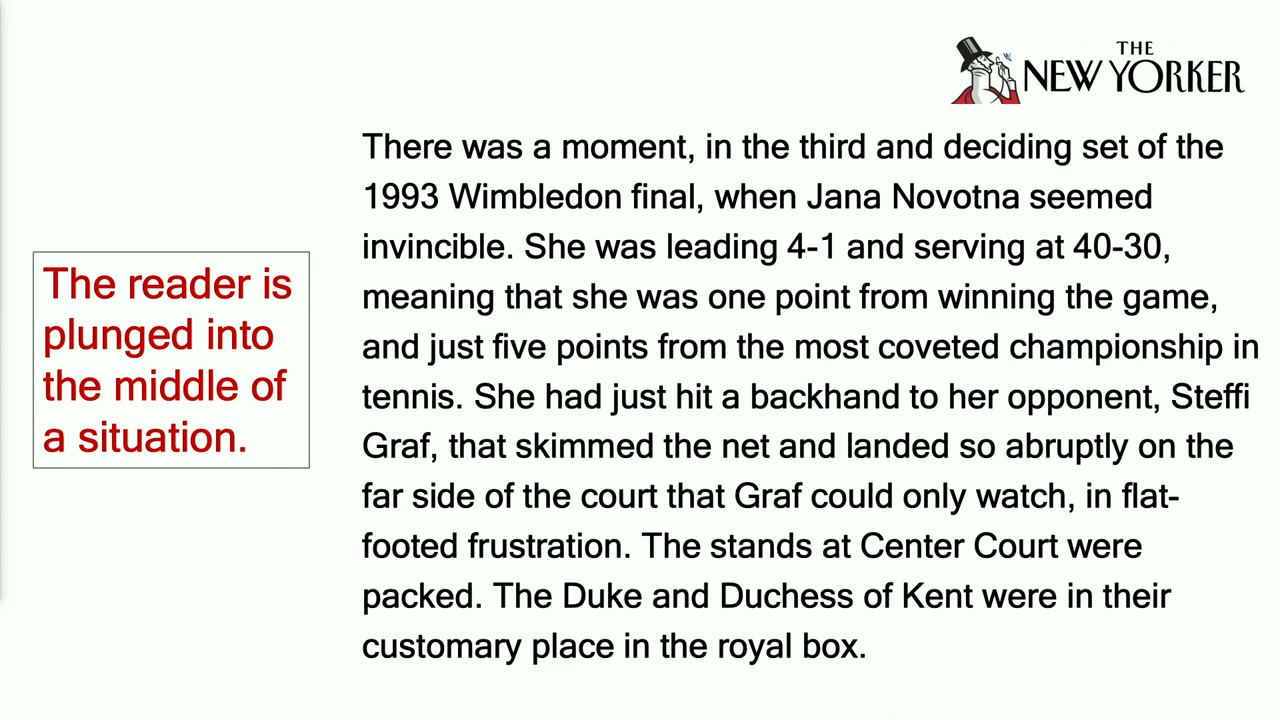 THE
NEW YORKER
There was a moment, in the third and deciding set of the
1993 Wimbledon final, when Jana Novotna seemed
invincible. She was leading 4-1 and serving at 40-30,
meaning that she was one point from winning the game,
and just five points from the most coveted championship in
tennis. She had just hit a backhand to her opponent, Steffi
Graf, that skimmed the net and landed so abruptly on the
far side of the court that Graf could only watch, in flat-
footed frustration. The stands at Center Court were
packed. The Duke and Duchess of Kent were in their
customary place in the royal box.
The reader is
plunged into
the middle of
a situation.